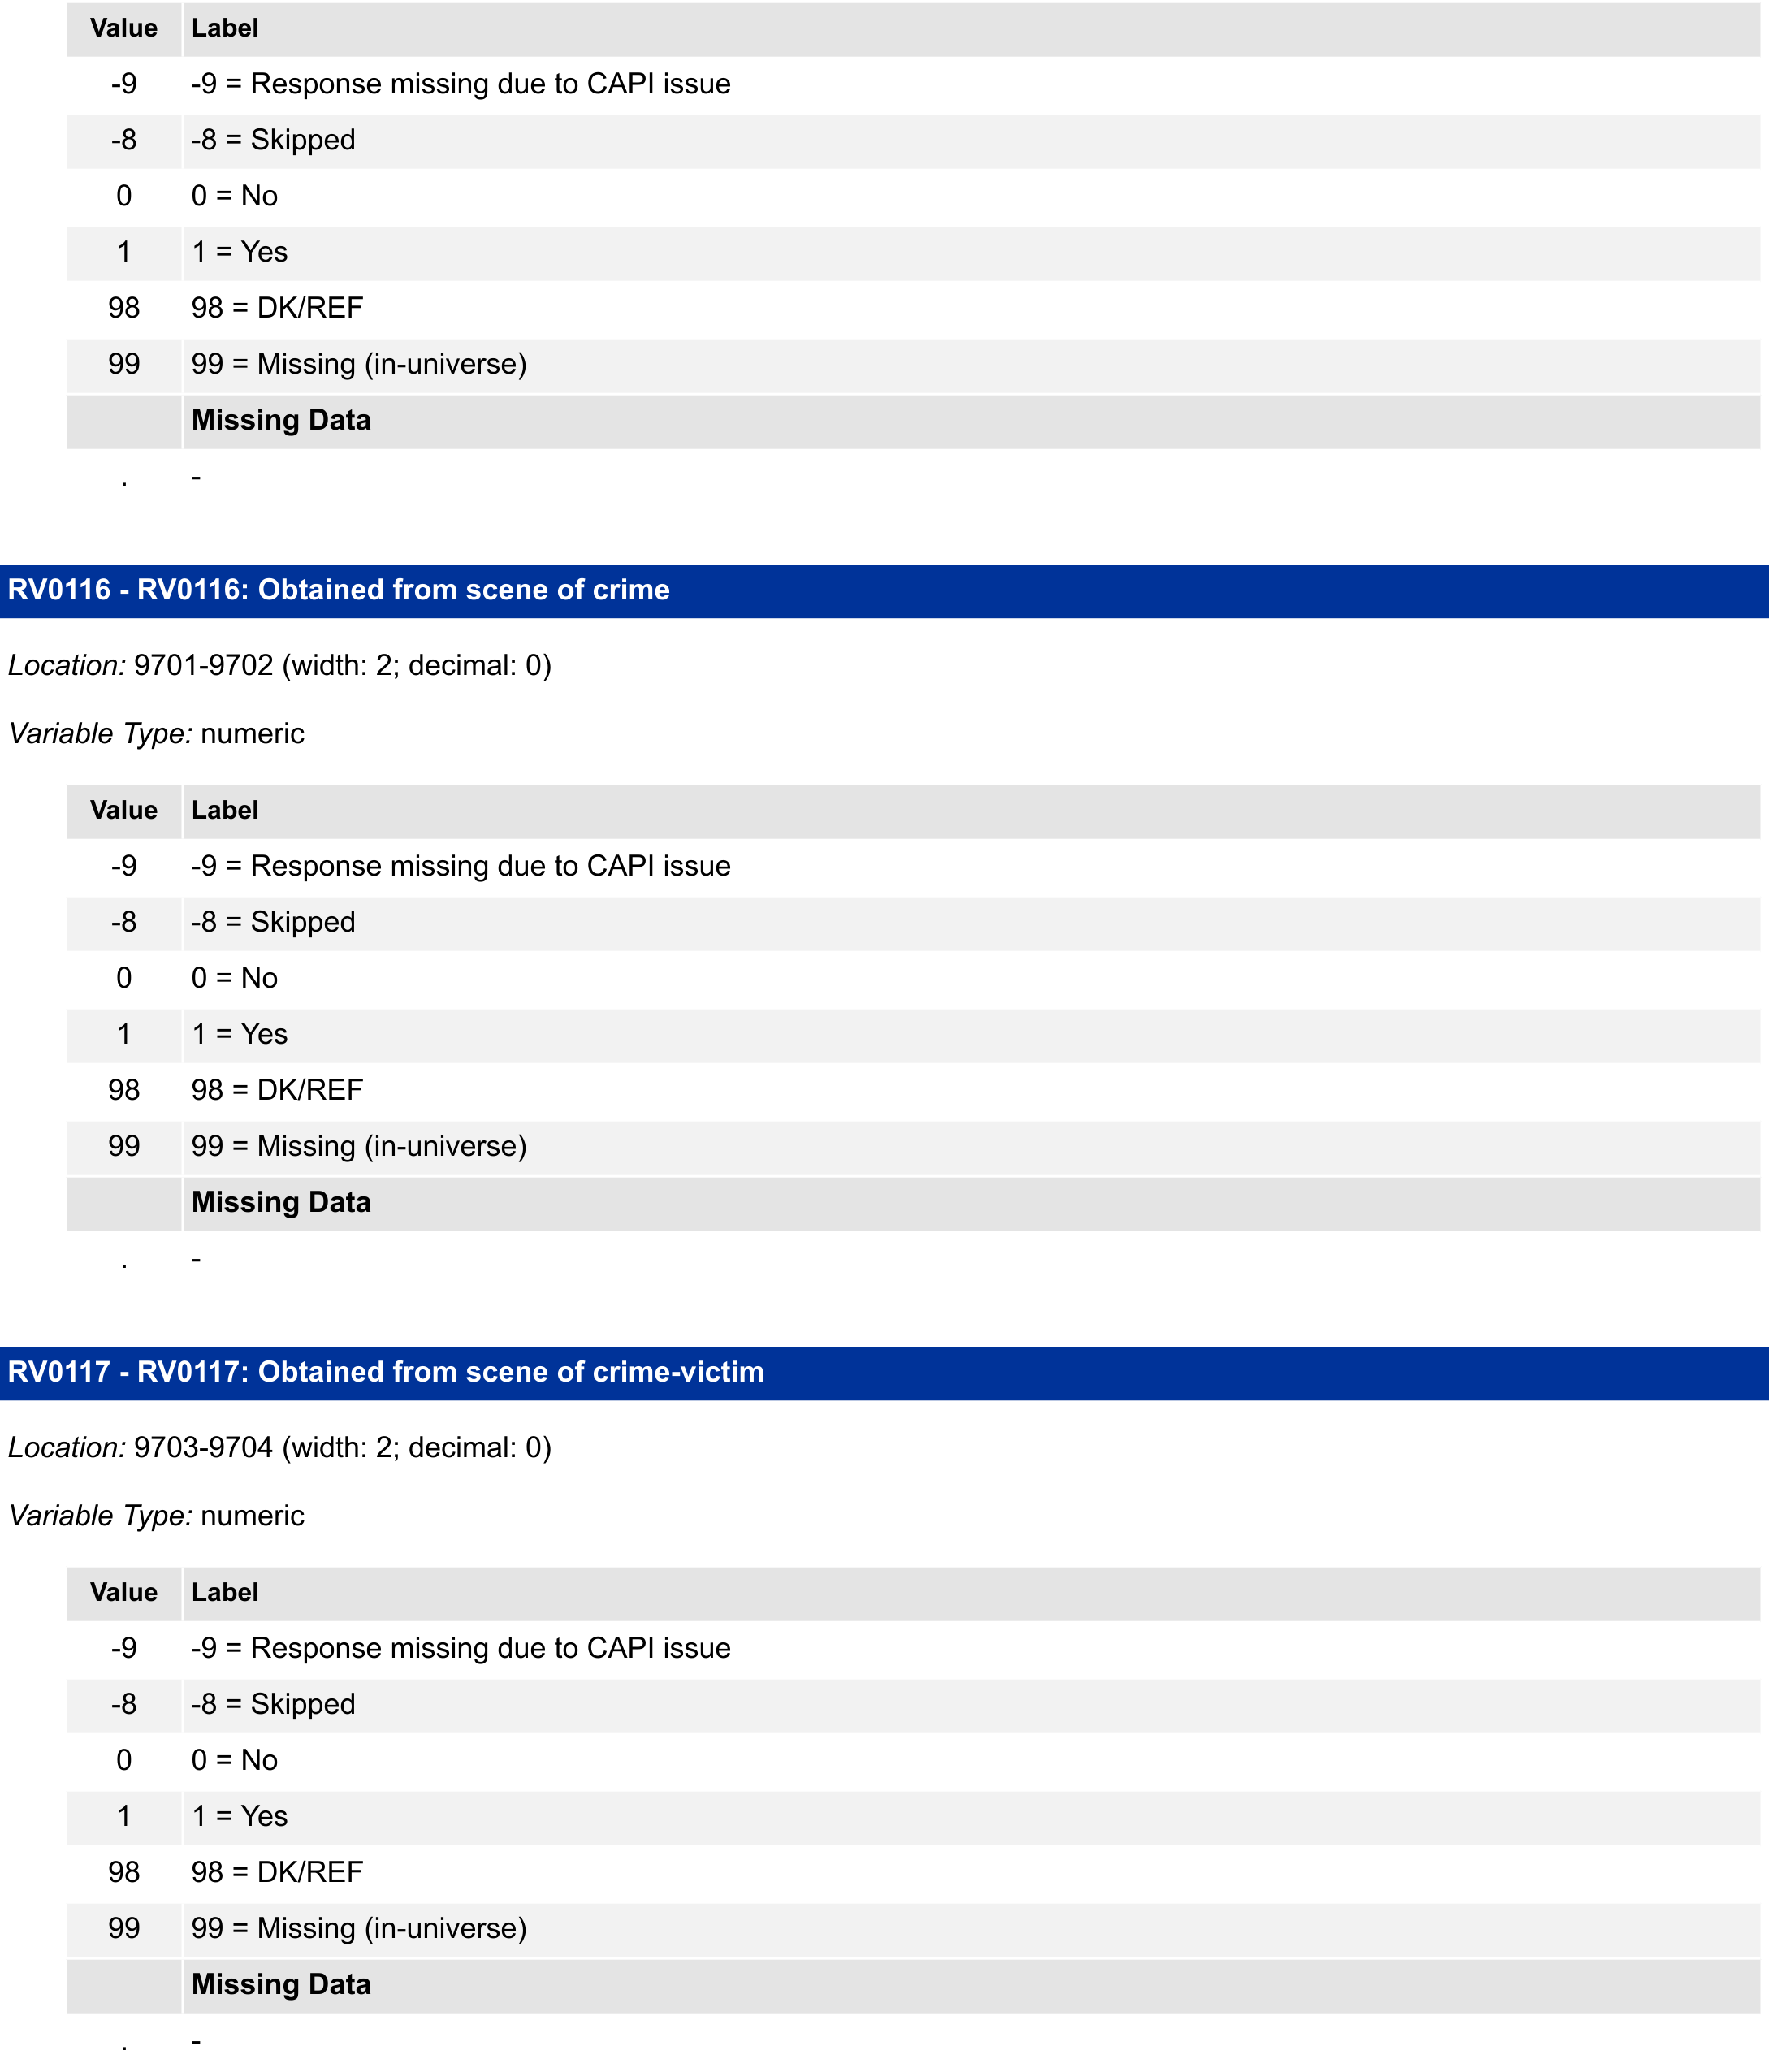 Value Label
-9 -9 = Response missing due to CAPI issue
-8 -8 = Skipped
0 0 = No
1 1 = Yes
98 98 = DK/REF
99 99 = Missing (in-universe)
Missing Data
. -
RV0116 - RV0116: Obtained from scene of crime
Location: 9701-9702 (width: 2; decimal: 0)
Variable Type: numeric
Value Label
-9 -9 = Response missing due to CAPI issue
-8 -8 = Skipped
0 0 = No
1 1 = Yes
98 98 = DK/REF
99 99 = Missing (in-universe)
Missing Data
. -
RV0117 - RV0117: Obtained from scene of crime-victim
Location: 9703-9704 (width: 2; decimal: 0)
Variable Type: numeric
Value Label
-9 -9 = Response missing due to CAPI issue
-8 -8 = Skipped
0 0 = No
1 1 = Yes
98 98 = DK/REF
99 99 = Missing (in-universe)
Missing Data
. -